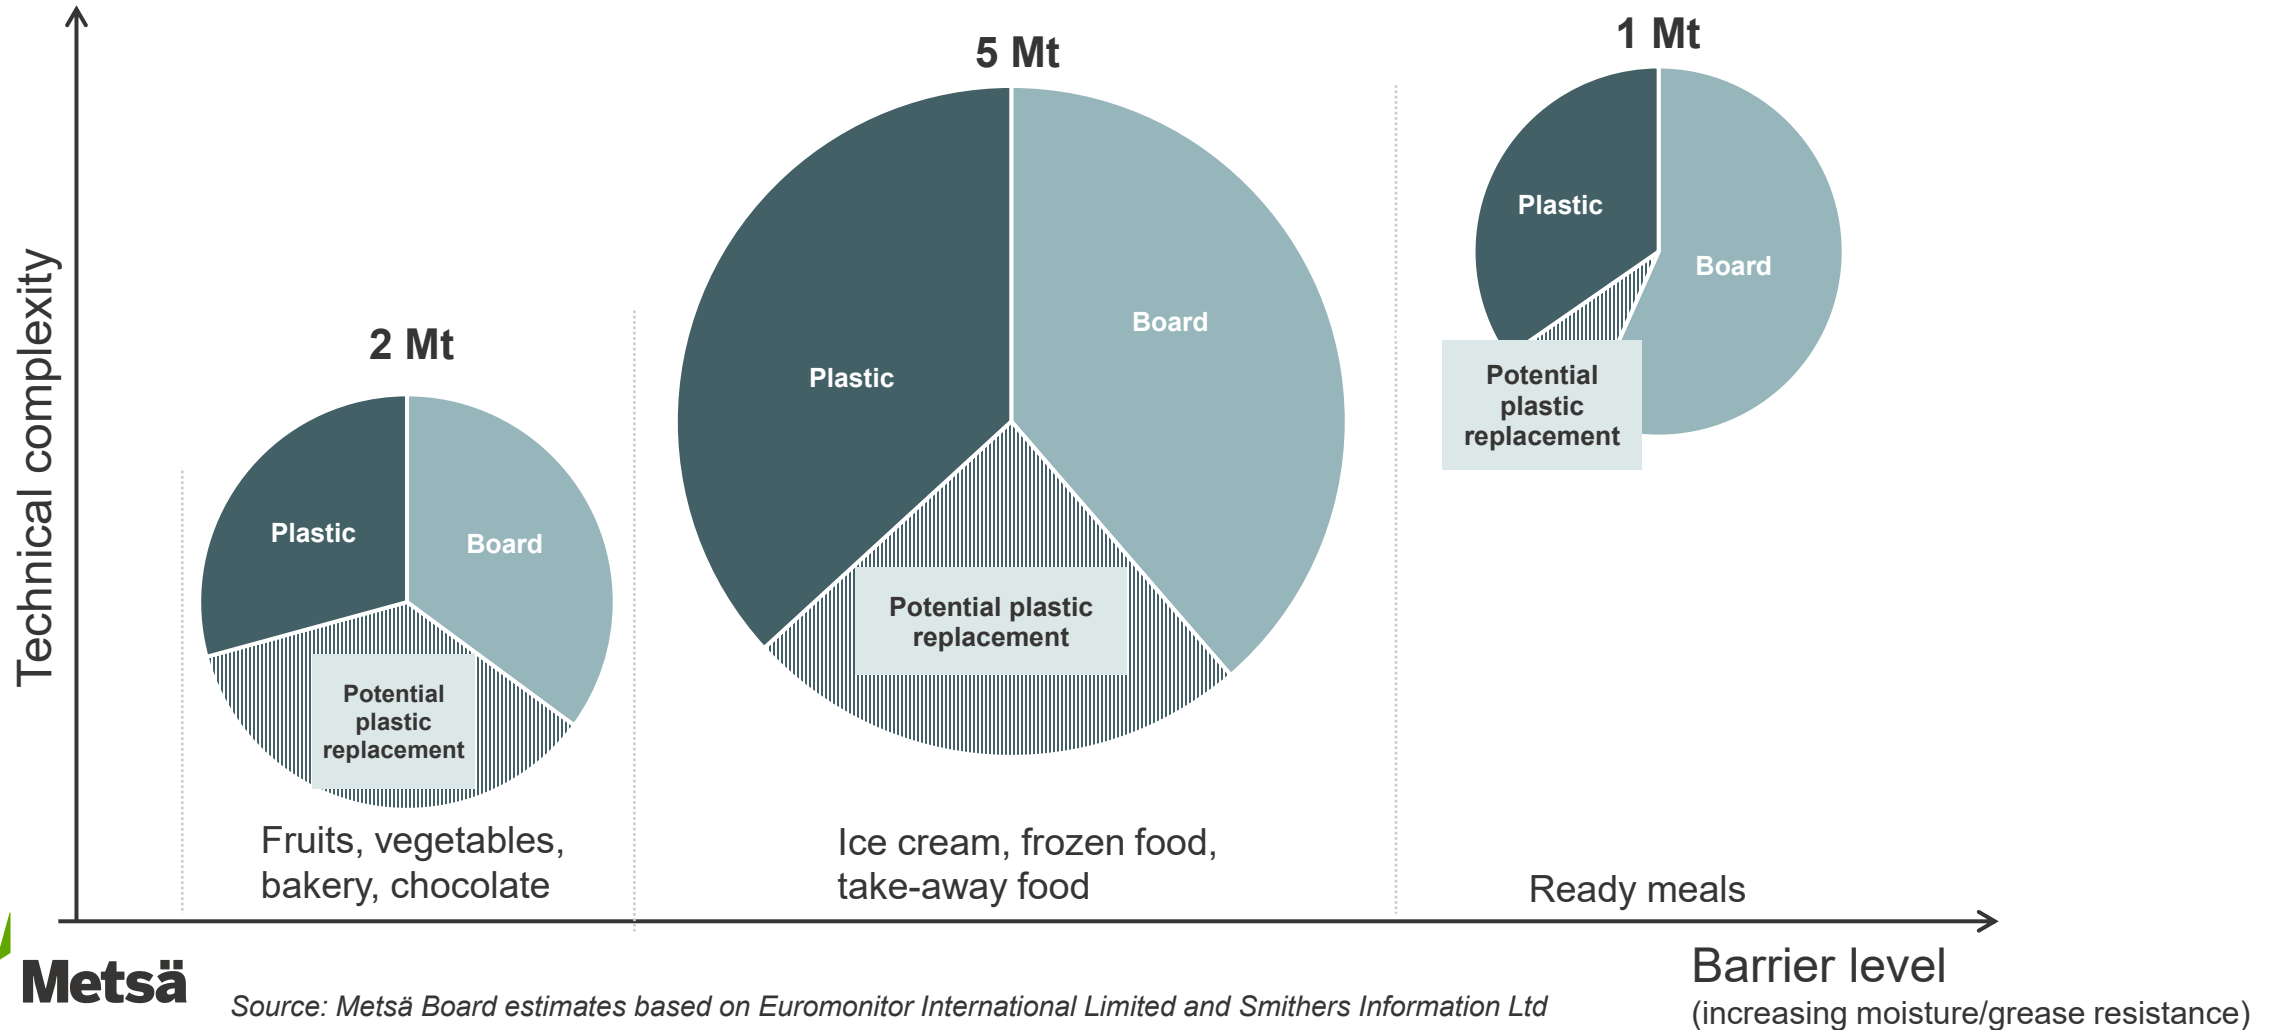 Technical complexity
2 Mt
Plastic
Board
Potential
plastic
replacement
Fruits, vegetables,
bakery, chocolate
5 Mt
Plastic
Board
Potential plastic
replacement
Ice cream, frozen food,
take-away food
1 Mt
Plastic
Board
Potential
plastic
replacement
Ready meals
Barrier level
(increasing moisture/grease resistance)
Metsä
Source: Metsä Board estimates based on Euromonitor International Limited and Smithers Information Ltd